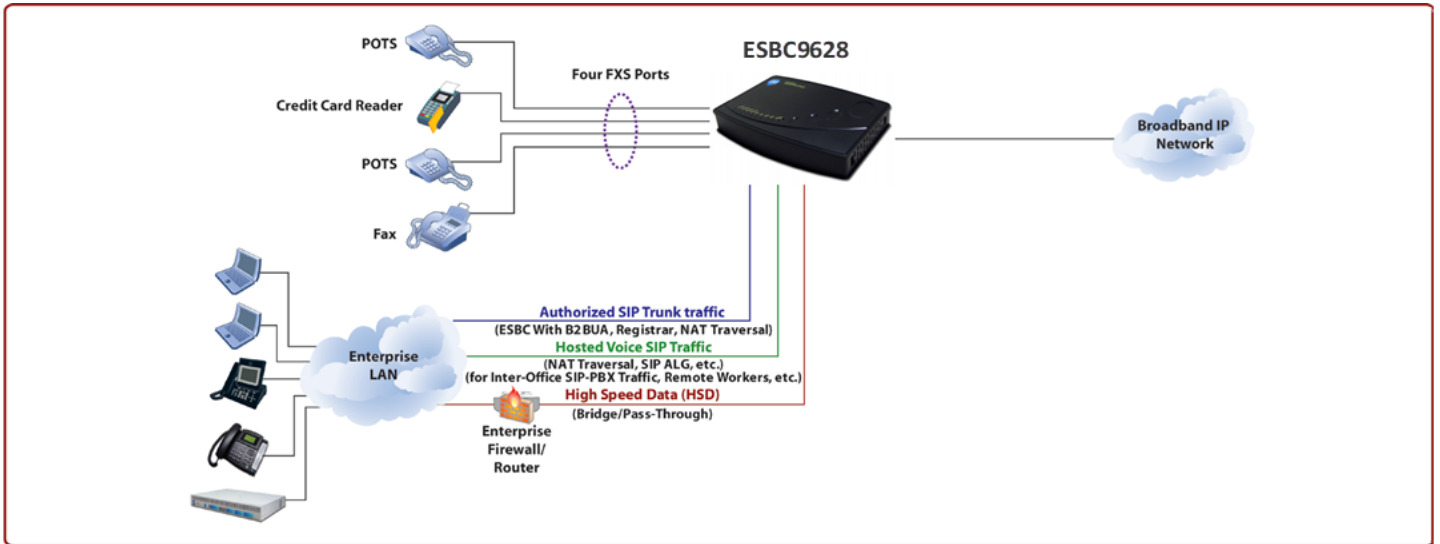 ESBC9628
POTS
Four FXS Ports
Credit Card Reader
Broadband IP
Network
POTS
Fax
Authorized SIP Trunk traffic
(ESBC With B2BUA, Registrar, NAT Traversal)
Hosted Voice SIP Traffic
(NAT Traversal, SIP ALG, etc.)
(for Inter-Office SIP-PBX Traffic, Remote Workers, etc.)
Enterprise
LAN
High Speed Data (HSD)
(Bridge/Pass-Through)
Enterprise
Firewall/
Router